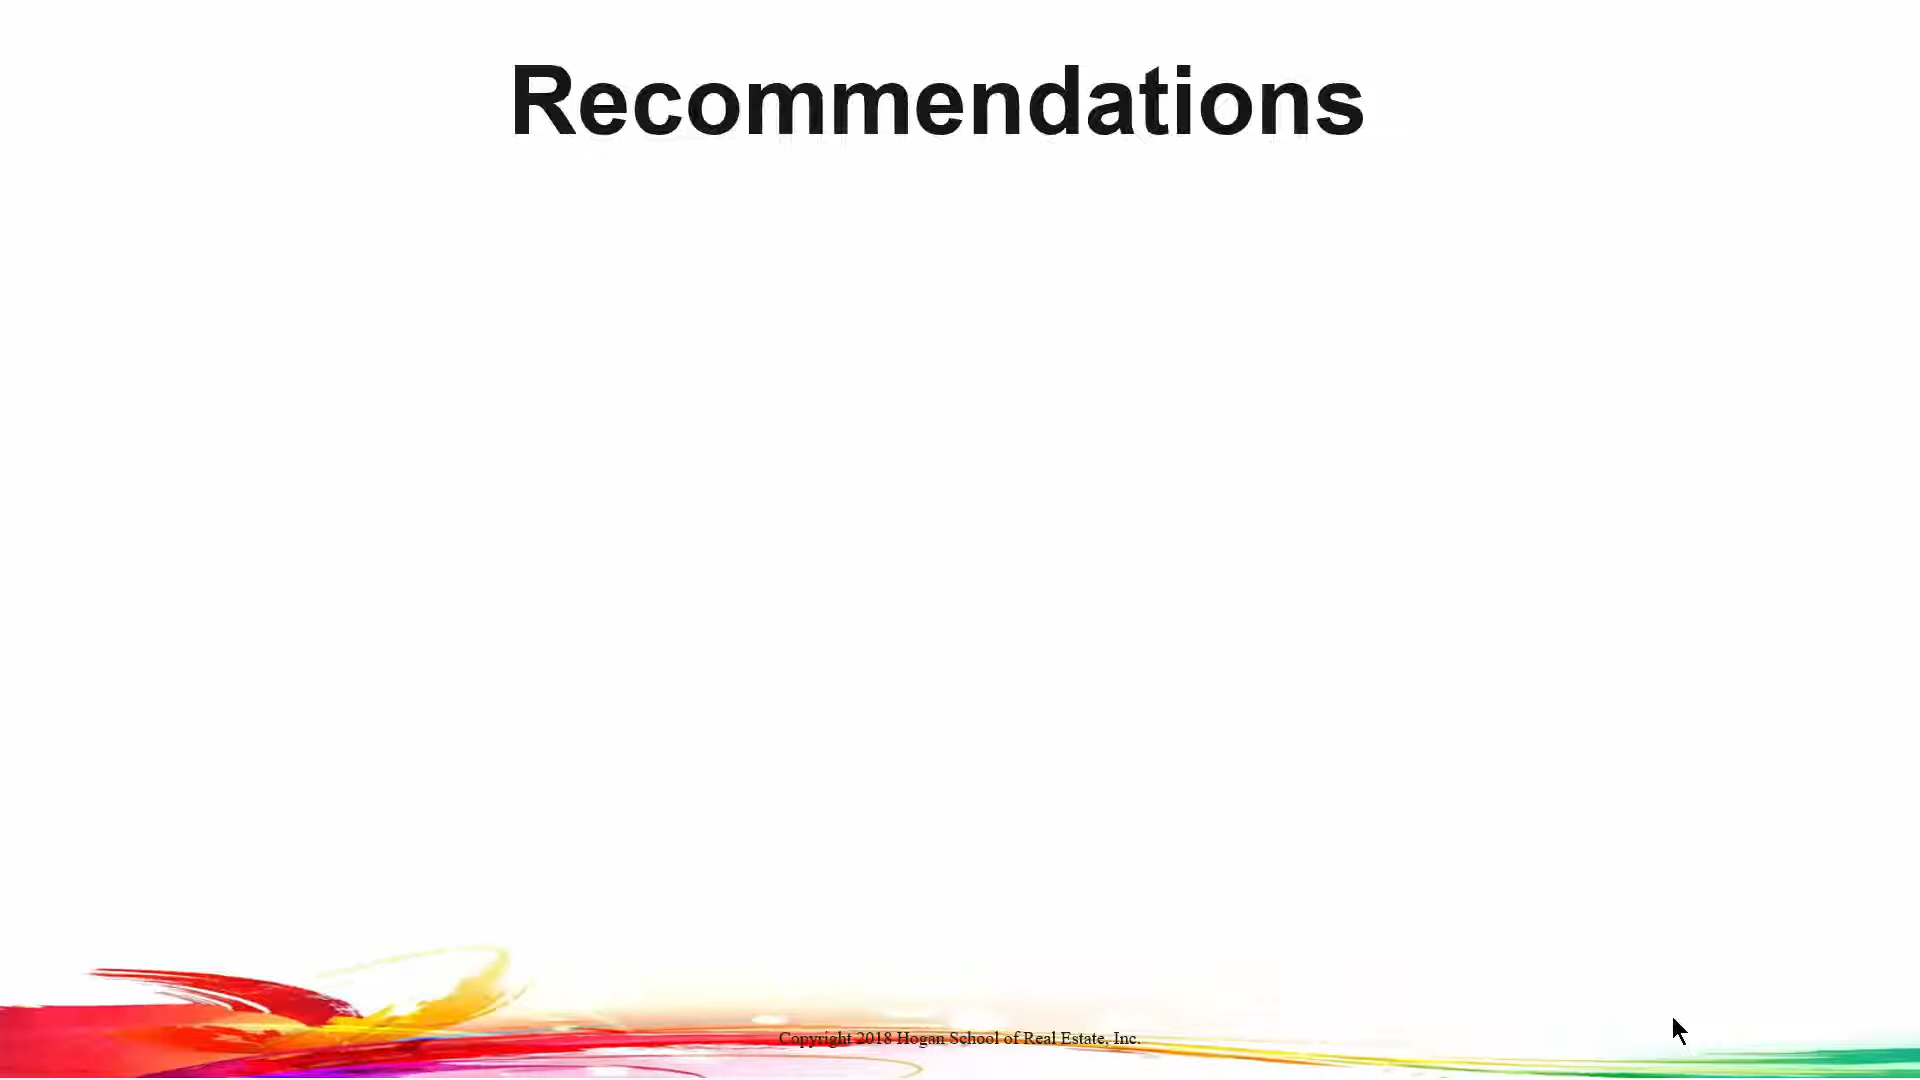 Recommendations
Copyright 2018 Hogan School of Real Estate, Inc.